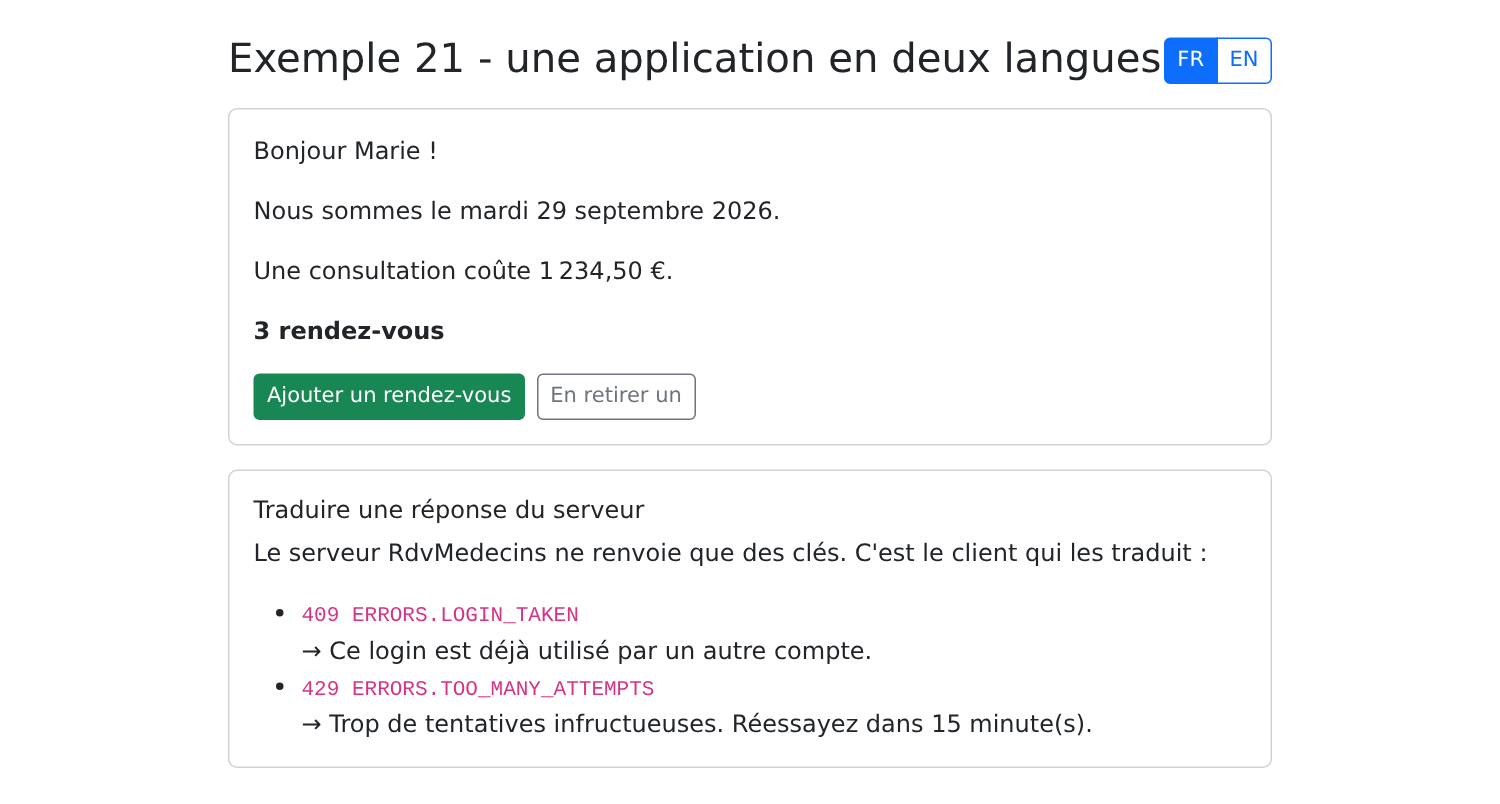 Exemple 21 - une application en deux langues FR EN
Bonjour Marie !
Nous sommes le mardi 29 septembre 2026.
Une consultation coûte 1 234,50 €.
3 rendez-vous
Ajouter un rendez-vous En retirer un
Traduire une réponse du serveur
Le serveur RdvMedecins ne renvoie que des clés. C'est le client qui les traduit :
• 409 ERRORS.LOGIN_TAKEN
→ Ce login est déjà utilisé par un autre compte.
• 429 ERRORS.TOO_MANY_ATTEMPTS
→ Trop de tentatives infructueuses. Réessayez dans 15 minute(s).